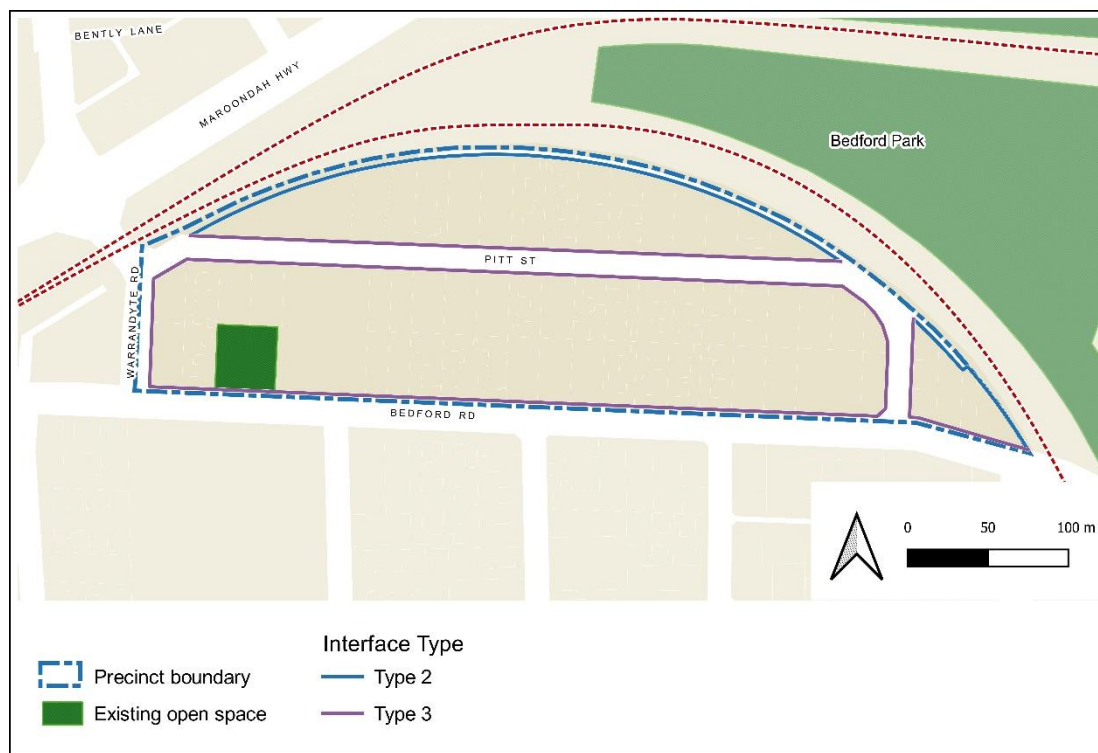 BENTLY LANE
MAROONDAH HWY
Bedford Park
PITT ST
WARRANDYTE RD
BEDFORD RD
0 50 100 m
Interface Type
Precinct boundary
Type 2
Existing open space
Type 3